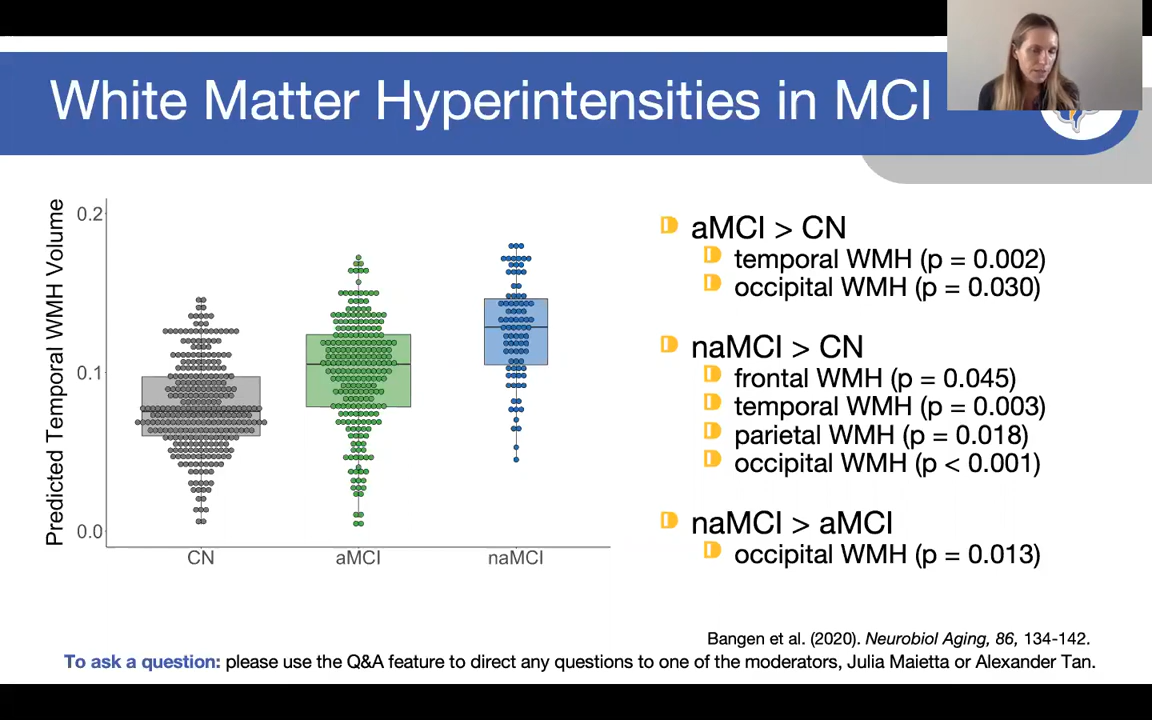 White Matter Hyperintensities in MCI
Predicted Temporal WMH Volume
0.2
0.1
0.0
CN
aMCI
naMCI
aMCI > CN
temporal WMH (p = 0.002)
occipital WMH (p = 0.030)
naMCI > CN
frontal WMH (p = 0.045)
temporal WMH (p = 0.003)
parietal WMH (p = 0.018)
occipital WMH (p < 0.001)
naMCI > aMCI
occipital WMH (p = 0.013)
Bangen et al. (2020). Neurobiol Aging, 86, 134-142.
To ask a question: please use the Q&A feature to direct any questions to one of the moderators, Julia Maietta or Alexander Tan.